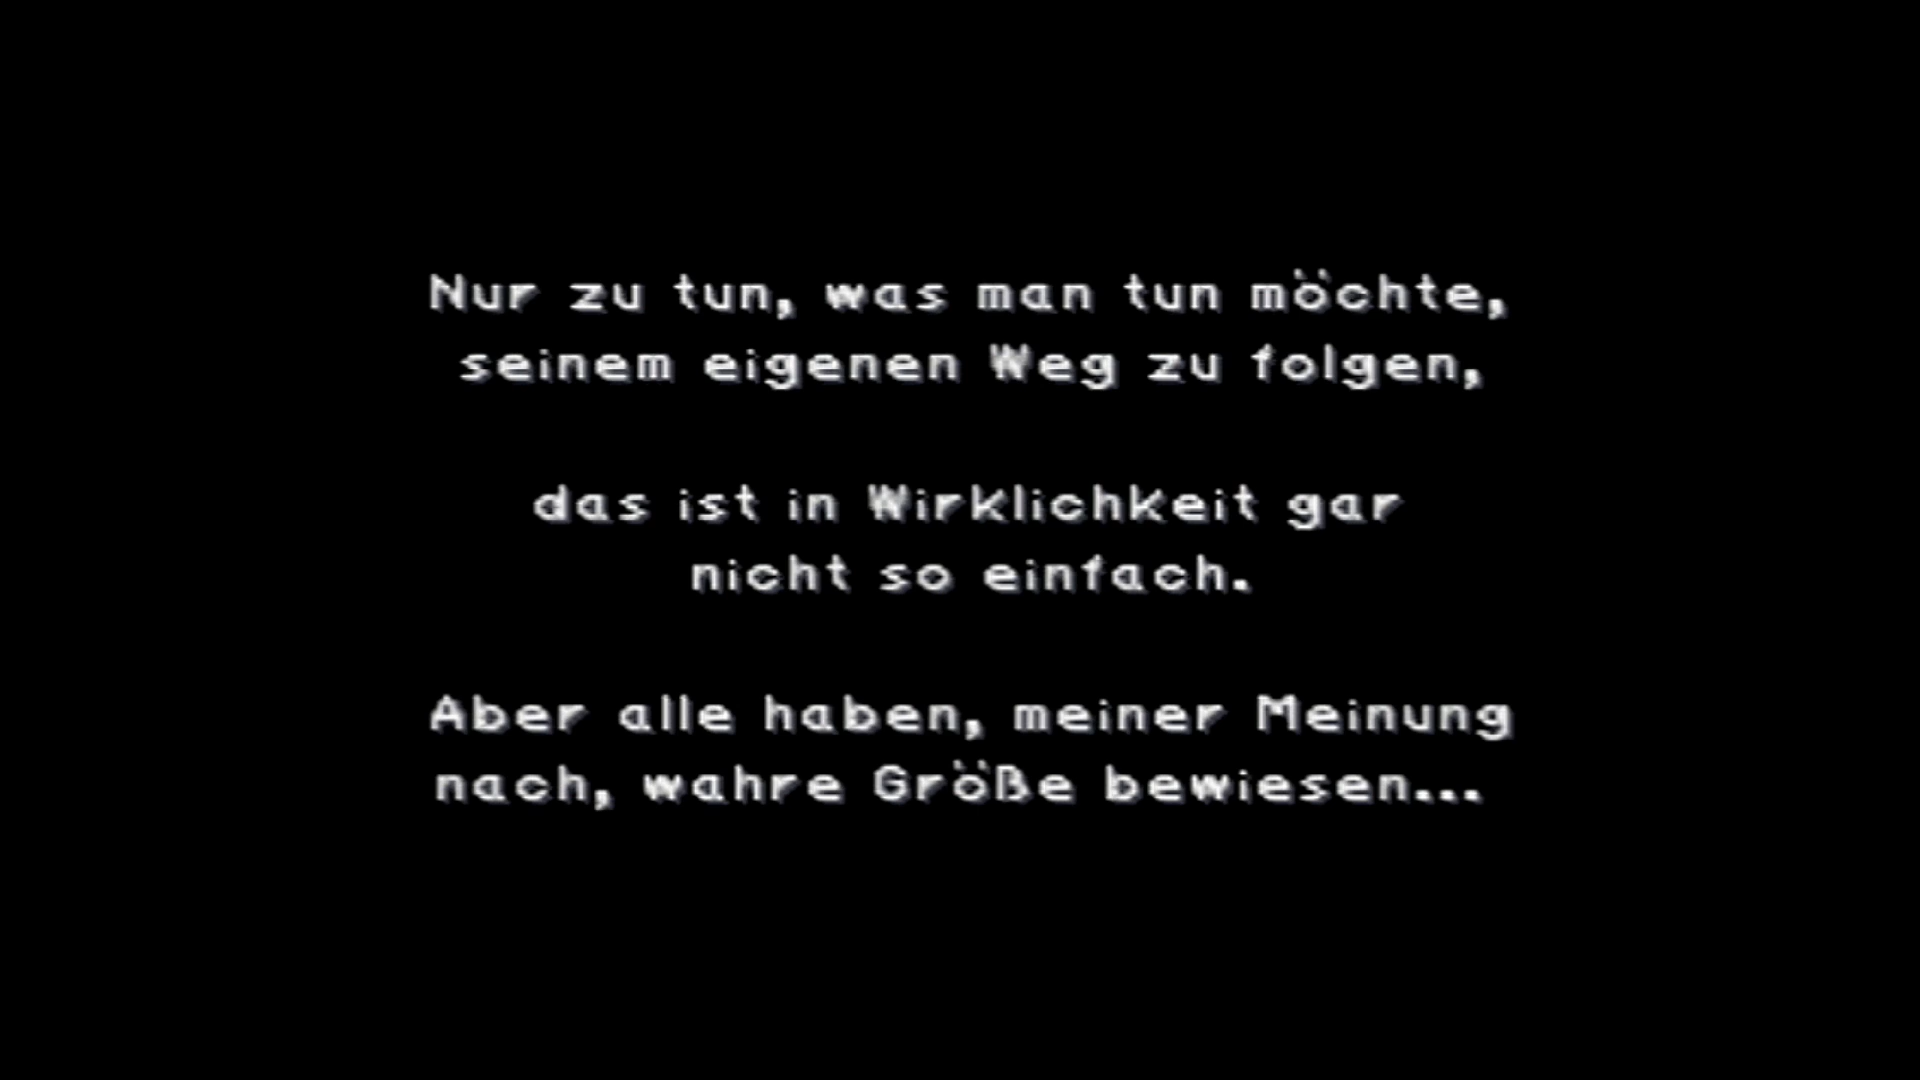 Nur zu tun, was man tun möchte,
seinem eigenen Weg zu folgen,
das ist in Wirklichkeit gar
nicht so einfach.
Aber alle haben, meiner Meinung
nach, wahre Größe bewiesen...